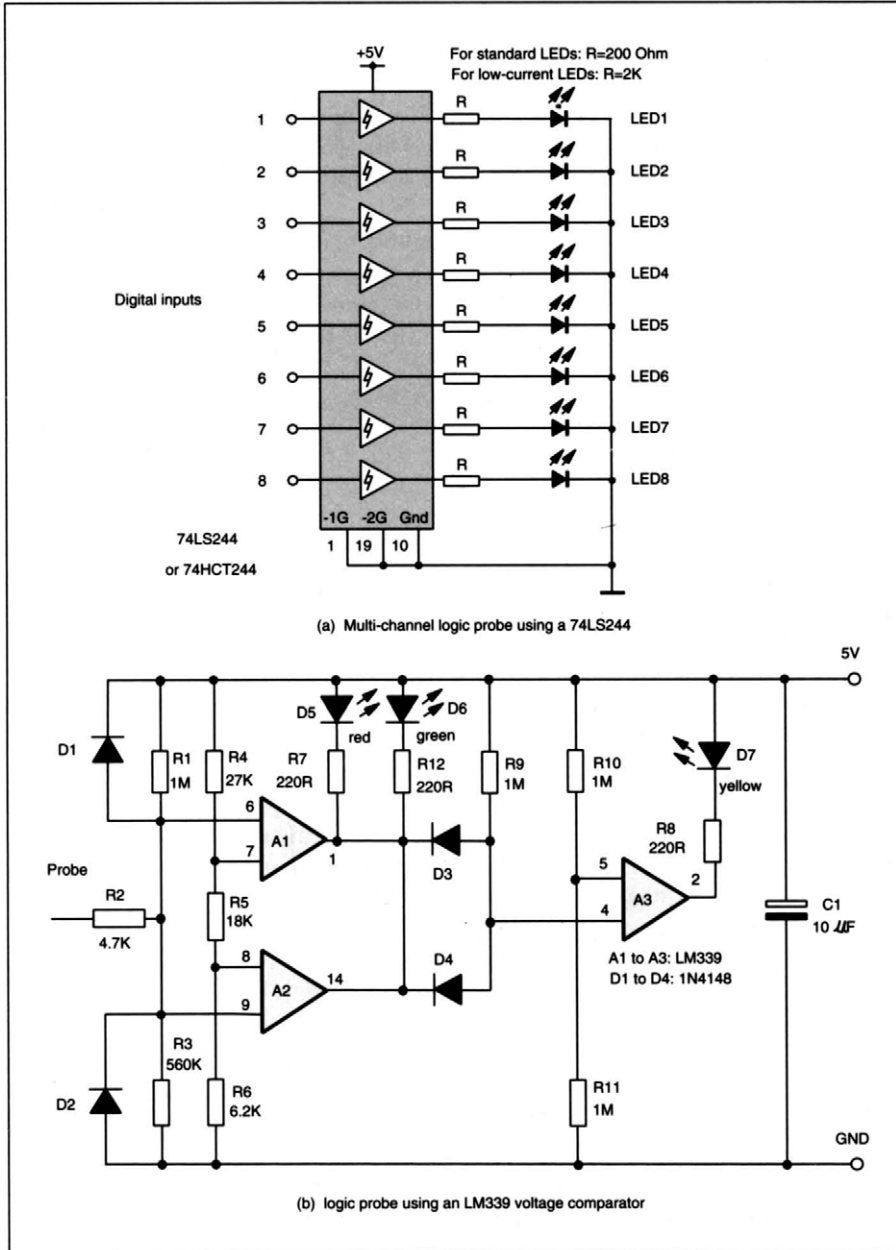 +5V
For standard LEDs: R=200 Ohm
For low-current LEDs: R=2K
1
R
LED1
2
R
LED2
3
R
LED3
4
R
LED4
Digital inputs
5
R
LED5
6
R
LED6
7
R
LED7
8
R
LED8
-1G -2G Gnd
74LS244
1 19 10
or 74HCT244
(a) Multi-channel logic probe using a 74LS244
5V
D1
R1
1M
R4
27K
D5
red
R7
220R
D6
green
R12
220R
R9
1M
R10
1M
D7
yellow
R8
220R
6
7
A1
1
D3
5
4
A3
2
Probe
R2
4.7K
R5
18K
C1
10 µF
8
9
A2
14
D4
A1 to A3: LM339
D1 to D4: 1N4148
R3
560K
D2
R6
6.2K
R11
1M
GND
(b) logic probe using an LM339 voltage comparator